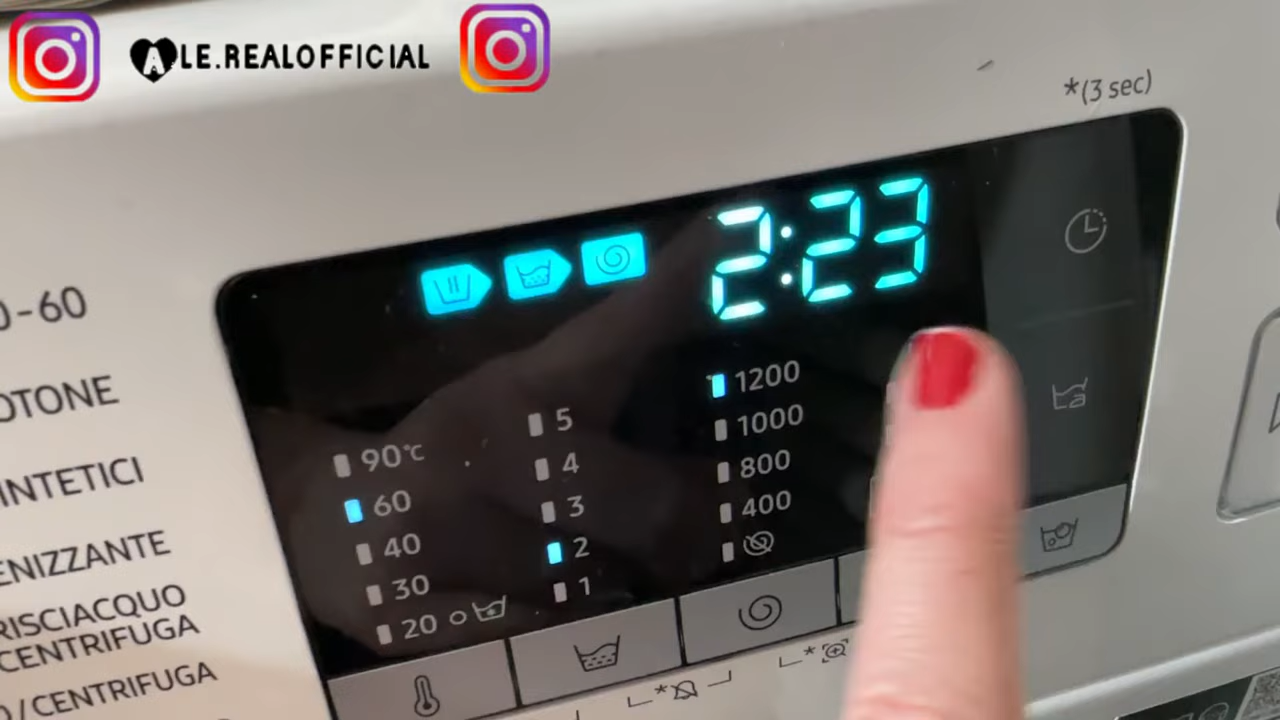 ALE.REALOFFICIAL
*(3 sec)
2:23
0-60
OTONE
INTETICI
ENIZZANTE
RISCIACQUO
CENTRIFUGA
O/CENTRIFUGA
90°C
60
40
30
20 o
5
4
3
2
1
1200
1000
800
400
*
*